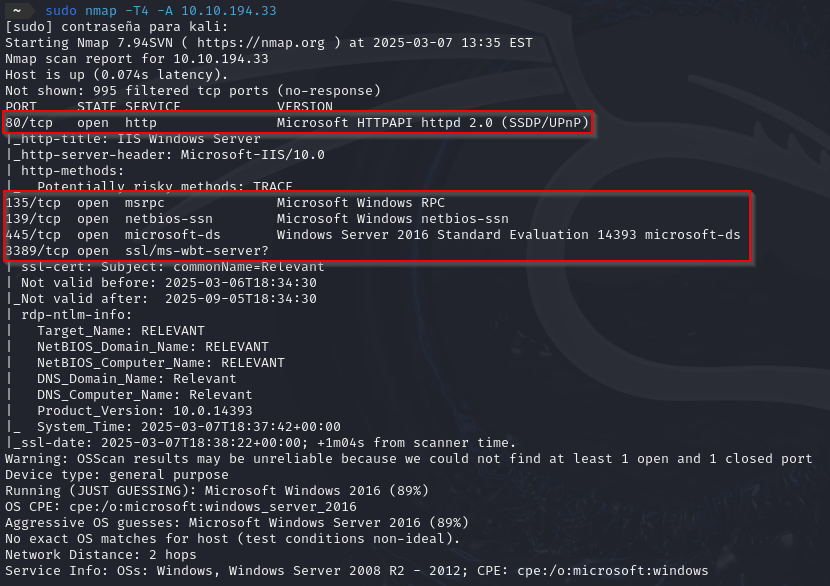 ~ sudo nmap -T4 -A 10.10.194.33
[sudo] contraseña para kali:
Starting Nmap 7.94SVN ( https://nmap.org ) at 2025-03-07 13:35 EST
Nmap scan report for 10.10.194.33
Host is up (0.074s latency).
Not shown: 995 filtered tcp ports (no-response)
PORT     STATE SERVICE       VERSION
80/tcp   open  http          Microsoft HTTPAPI httpd 2.0 (SSDP/UPnP)
|_http-title: IIS Windows Server
|_http-server-header: Microsoft-IIS/10.0
| http-methods:
|_  Potentially risky methods: TRACE
135/tcp  open  msrpc         Microsoft Windows RPC
139/tcp  open  netbios-ssn   Microsoft Windows netbios-ssn
445/tcp  open  microsoft-ds  Windows Server 2016 Standard Evaluation 14393 microsoft-ds
3389/tcp open  ssl/ms-wbt-server?
| ssl-cert: Subject: commonName=Relevant
| Not valid before: 2025-03-06T18:34:30
|_Not valid after:  2025-09-05T18:34:30
| rdp-ntlm-info:
|   Target_Name: RELEVANT
|   NetBIOS_Domain_Name: RELEVANT
|   NetBIOS_Computer_Name: RELEVANT
|   DNS_Domain_Name: Relevant
|   DNS_Computer_Name: Relevant
|   Product_Version: 10.0.14393
|_  System_Time: 2025-03-07T18:37:42+00:00
|_ssl-date: 2025-03-07T18:38:22+00:00; +1m04s from scanner time.
Warning: OSScan results may be unreliable because we could not find at least 1 open and 1 closed port
Device type: general purpose
Running (JUST GUESSING): Microsoft Windows 2016 (89%)
OS CPE: cpe:/o:microsoft:windows_server_2016
Aggressive OS guesses: Microsoft Windows Server 2016 (89%)
No exact OS matches for host (test conditions non-ideal).
Network Distance: 2 hops
Service Info: OSs: Windows, Windows Server 2008 R2 - 2012; CPE: cpe:/o:microsoft:windows